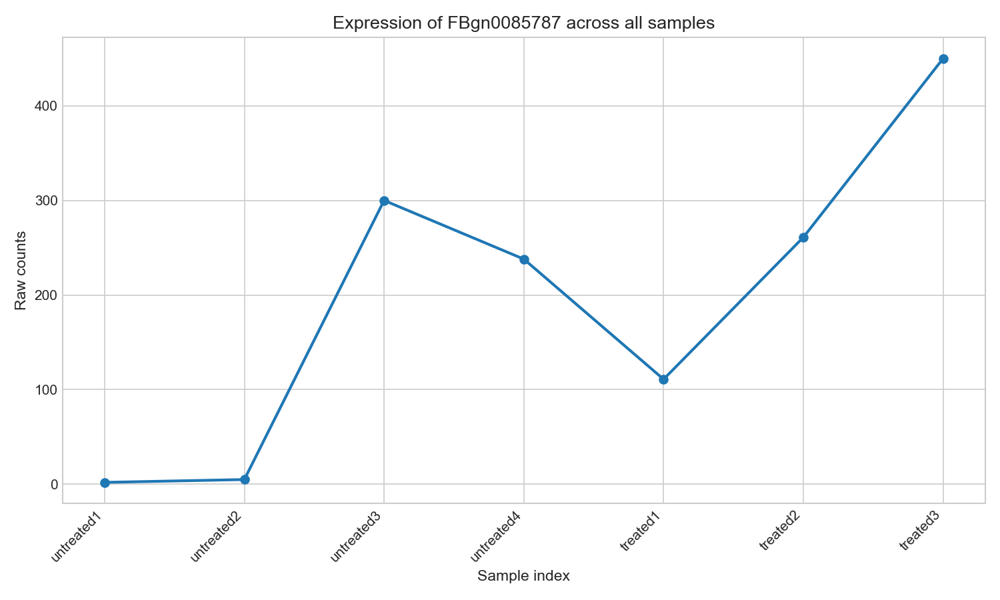 Expression of FBgn0085787 across all samples
Raw counts
400
300
200
100
0
untreated1
untreated2
untreated3
untreated4
treated1
treated2
treated3
Sample index